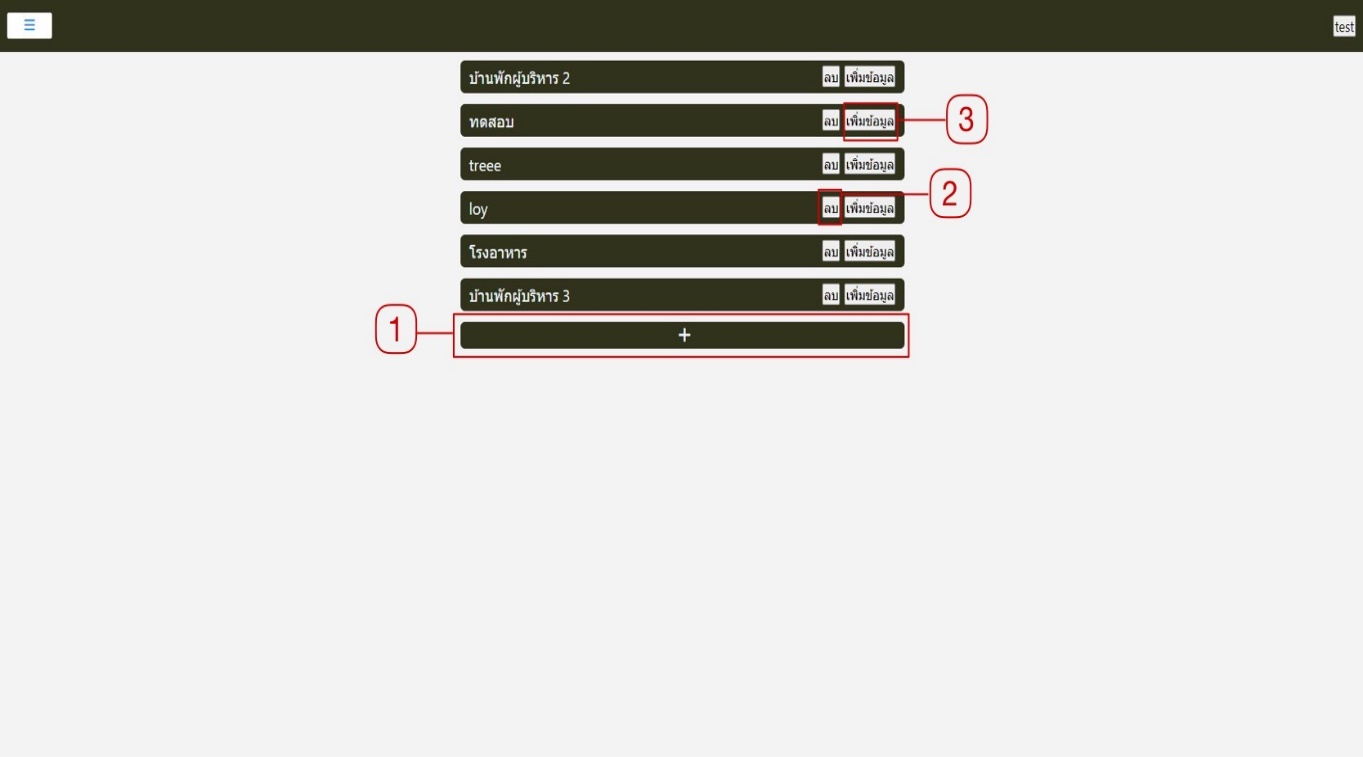 test
บ้านพักผู้บริหาร 2 ลบ เพิ่มข้อมูล
ทดสอบ ลบ เพิ่มข้อมูล 3
treee ลบ เพิ่มข้อมูล
loy ลบ เพิ่มข้อมูล 2
โรงอาหาร ลบ เพิ่มข้อมูล
บ้านพักผู้บริหาร 3 ลบ เพิ่มข้อมูล
1 +